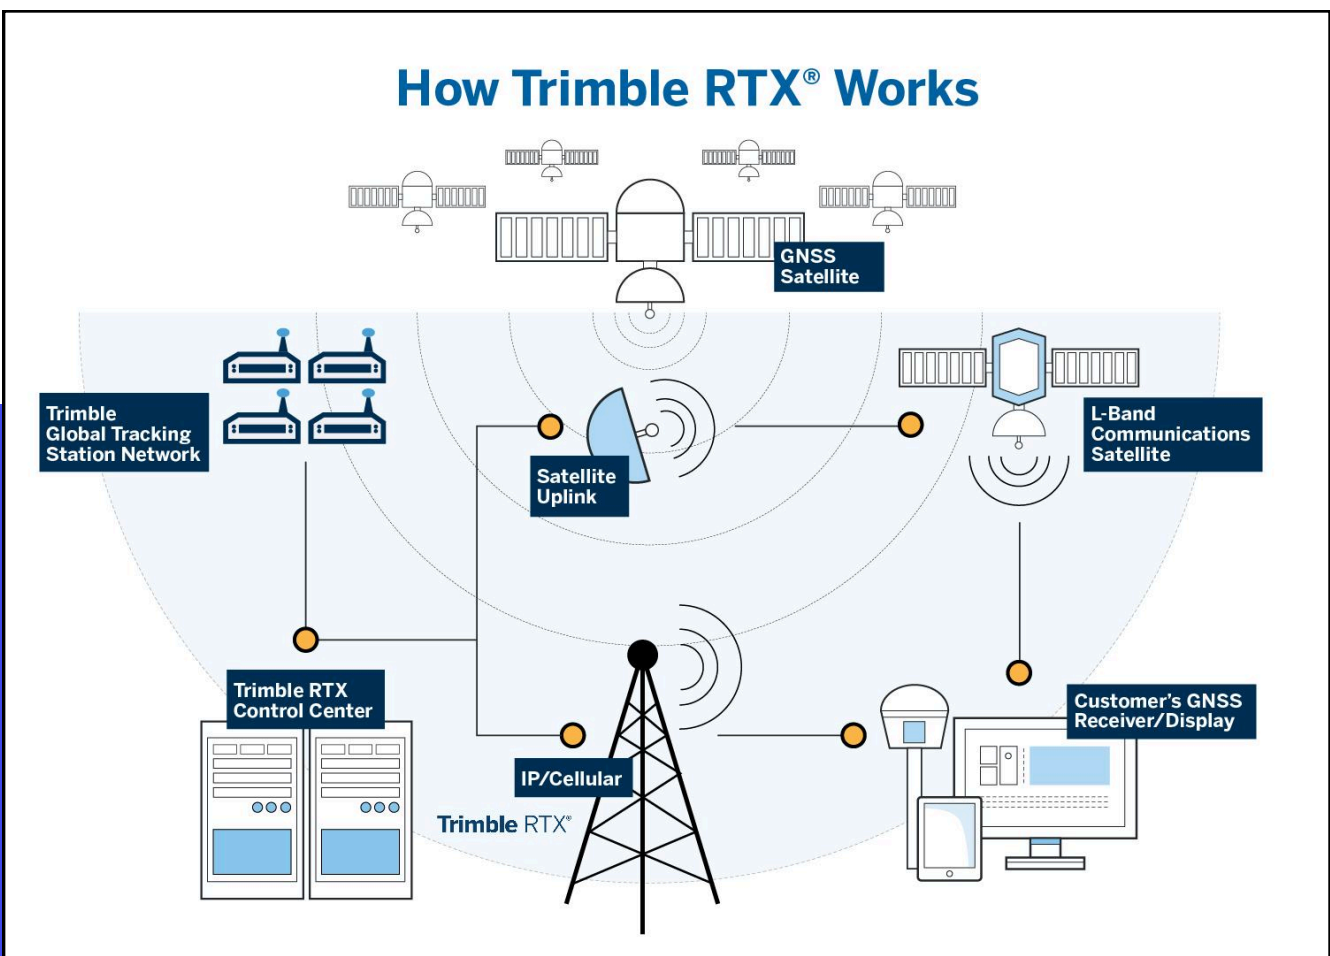 How Trimble RTX® Works
GNSS
Satellite
Trimble
Global Tracking
Station Network
Satellite
Uplink
L-Band
Communications
Satellite
Trimble RTX
Control Center
Customer's GNSS
Receiver/Display
IP/Cellular
Trimble RTX®